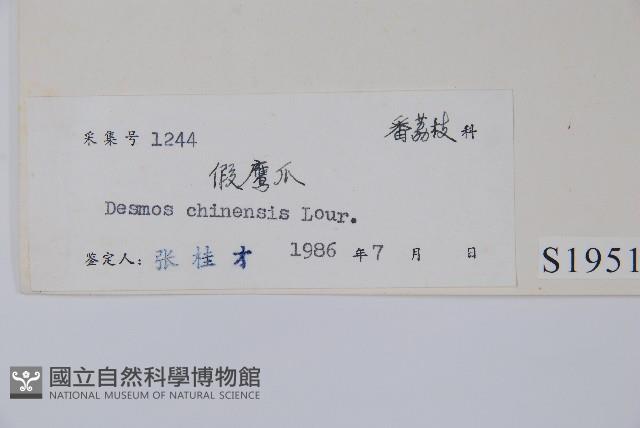 采集号 1244 番荔枝科
假鹰爪
Desmos chinensis Lour.
鉴定人: 张桂才 1986 年 7 月 日
S1951
國立自然科學博物館
NATIONAL MUSEUM OF NATURAL SCIENCE